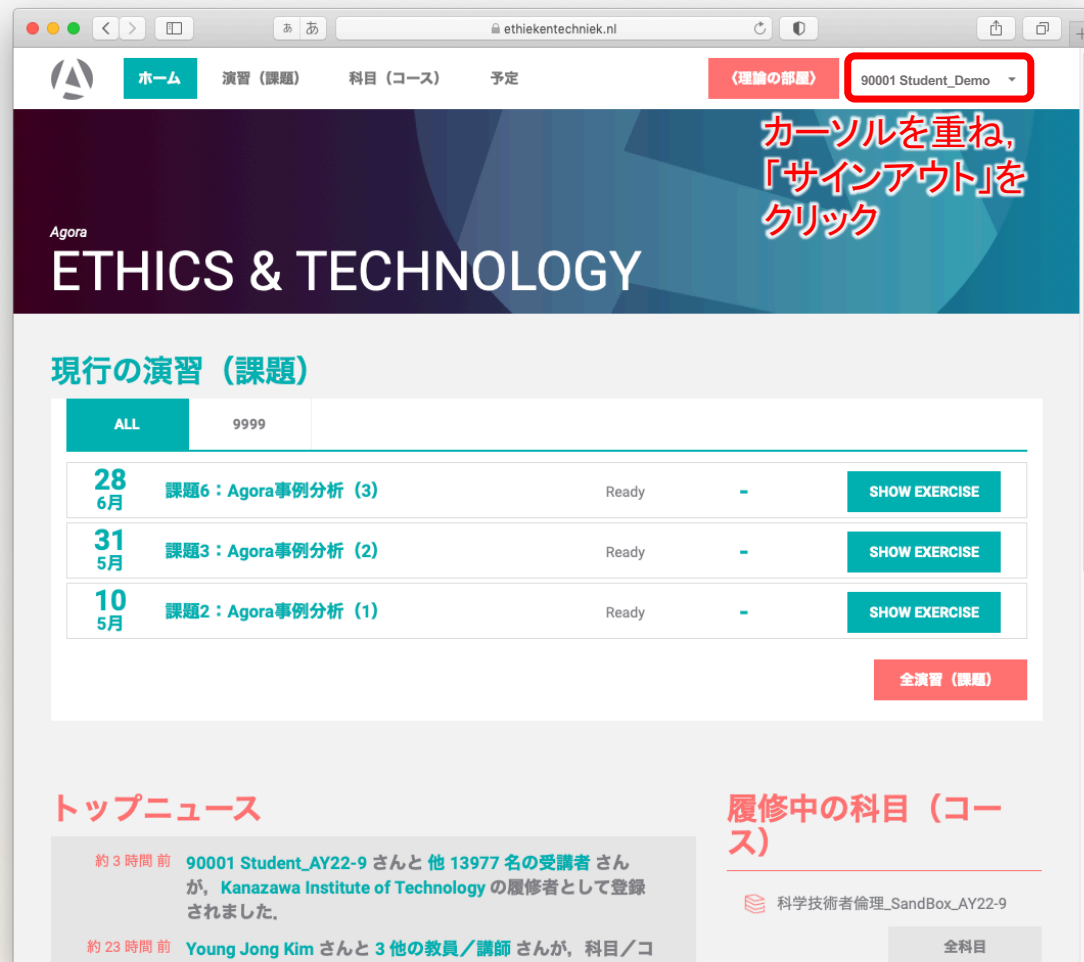 あ あ
ethiekentechniek.nl
ホーム 演習（課題） 科目（コース） 予定 〈理論の部屋〉 90001 Student_Demo
カーソルを重ね，
「サインアウト」を
クリック
Agora
ETHICS & TECHNOLOGY
現行の演習（課題）
ALL 9999
28
6月
課題6：Agora事例分析（3） Ready - SHOW EXERCISE
31
5月
課題3：Agora事例分析（2） Ready - SHOW EXERCISE
10
5月
課題2：Agora事例分析（1） Ready - SHOW EXERCISE
全演習（課題）
トップニュース
約 3 時間 前 90001 Student_AY22-9 さんと 他 13977 名の受講者 さん
が，Kanazawa Institute of Technology の履修者として登録
されました．
約 23 時間 前 Young Jong Kim さんと 3 他の教員／講師 さんが，科目／コ
履修中の科目（コー
ス）
科学技術者倫理_SandBox_AY22-9
全科目